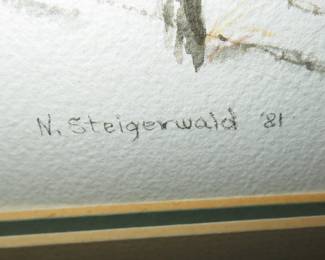 N. Steigerwald '81